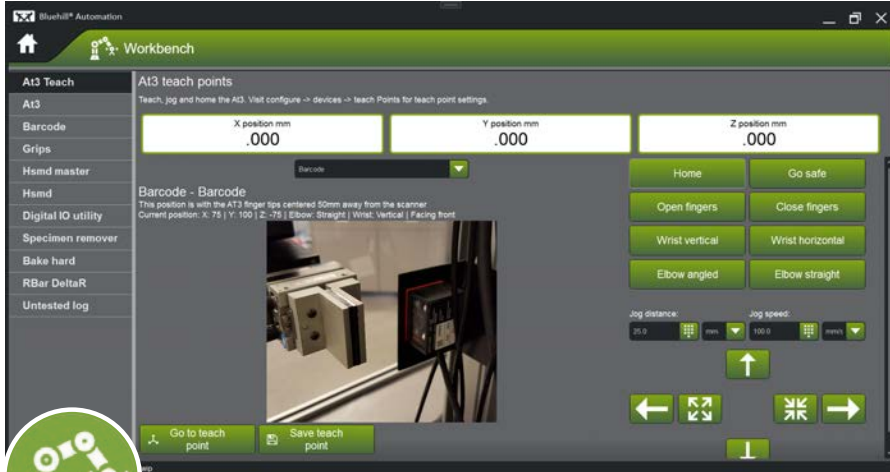 Bluehill® Automation
Workbench
At3 Teach
At3
Barcode
Grips
Hsmd master
Hsmd
Digital IO utility
Specimen remover
Bake hard
RBar DeltaR
Untested log
At3 teach points
Teach, jog and home the At3. Visit configure -> devices -> teach Points for teach point settings.
X position mm
.000
Y position mm
.000
Z position mm
.000
Barcode
Barcode - Barcode
This position is with the AT3 finger tips centered 50mm away from the scanner
Current position: X: 75 | Y: 100 | Z: -75 | Elbow: Straight | Wrist: Vertical | Facing front
Go to teach
point
Save teach
point
Home
Go safe
Open fingers
Close fingers
Wrist vertical
Wrist horizontal
Elbow angled
Elbow straight
Jog distance:
Jog speed:
25.0
mm
100.0
mm/s